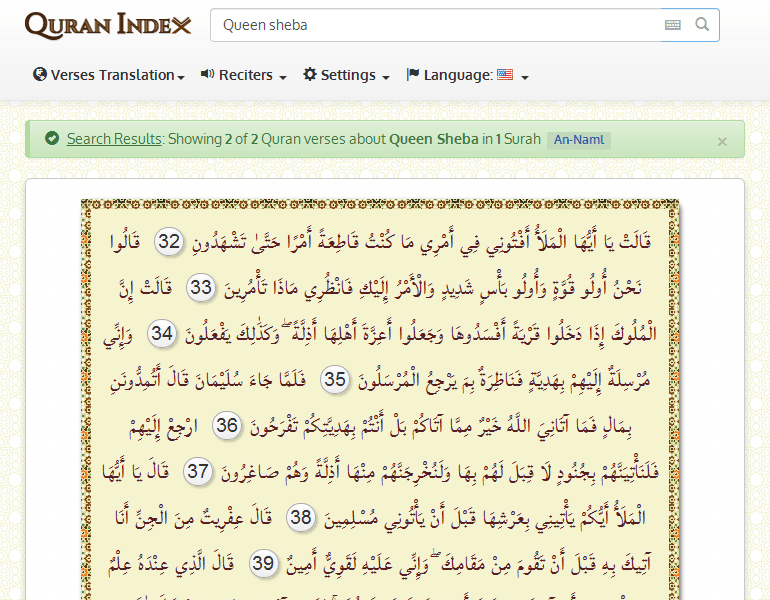 QURAN INDEX
Queen sheba
Verses Translation
Reciters
Settings
Language:
Search Results: Showing 2 of 2 Quran verses about Queen Sheba in 1 Surah An-Naml ×
قَالَتْ يَا أَيُّهَا الْمَلَأُ أَفْتُونِي فِي أَمْرِي مَا كُنْتُ قَاطِعَةً أَمْرًا حَتَّىٰ تَشْهَدُونِ 32 قَالُوا
نَحْنُ أُولُو قُوَّةٍ وَأُولُو بَأْسٍ شَدِيدٍ وَالْأَمْرُ إِلَيْكِ فَانْظُرِي مَاذَا تَأْمُرِينَ 33 قَالَتْ إِنَّ
الْمُلُوكَ إِذَا دَخَلُوا قَرْيَةً أَفْسَدُوهَا وَجَعَلُوا أَعِزَّةَ أَهْلِهَا أَذِلَّةً ۖ وَكَذَٰلِكَ يَفْعَلُونَ 34 وَإِنِّي
مُرْسِلَةٌ إِلَيْهِمْ بِهَدِيَّةٍ فَنَاظِرَةٌ بِمَ يَرْجِعُ الْمُرْسَلُونَ 35 فَلَمَّا جَاءَ سُلَيْمَانَ قَالَ أَتُمِدُّونَنِ
بِمَالٍ فَمَا آتَانِيَ اللَّهُ خَيْرٌ مِمَّا آتَاكُمْ بَلْ أَنْتُمْ بِهَدِيَّتِكُمْ تَفْرَحُونَ 36 ارْجِعْ إِلَيْهِمْ
فَلَنَأْتِيَنَّهُمْ بِجُنُودٍ لَا قِبَلَ لَهُمْ بِهَا وَلَنُخْرِجَنَّهُمْ مِنْهَا أَذِلَّةً وَهُمْ صَاغِرُونَ 37 قَالَ يَا أَيُّهَا
الْمَلَأُ أَيُّكُمْ يَأْتِينِي بِعَرْشِهَا قَبْلَ أَنْ يَأْتُونِي مُسْلِمِينَ 38 قَالَ عِفْرِيتٌ مِنَ الْجِنِّ أَنَا
آتِيكَ بِهِ قَبْلَ أَنْ تَقُومَ مِنْ مَقَامِكَ ۖ وَإِنِّي عَلَيْهِ لَقَوِيٌّ أَمِينٌ 39 قَالَ الَّذِي عِنْدَهُ عِلْمٌ